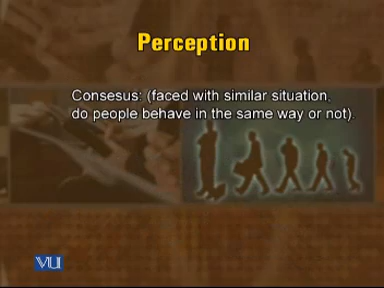 Perception
Consesus: (faced with similar situation,
do people behave in the same way or not).
VU